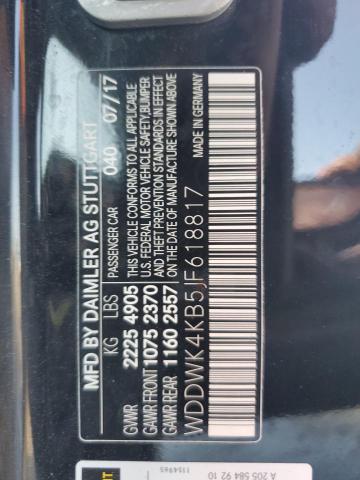 MFD BY DAIMLER AG STUTTGART
PASSENGER CAR 040 07/17
KG LBS
GVWR 2225 4905
GAWR FRONT 1075 2370
GAWR REAR 1160 2557
THIS VEHICLE CONFORMS TO ALL APPLICABLE
U.S. FEDERAL MOTOR VEHICLE SAFETY, BUMPER
AND THEFT PREVENTION STANDARDS IN EFFECT
ON THE DATE OF MANUFACTURE SHOWN ABOVE.
MADE IN GERMANY
WDDWK4KB5JF618817
1154965
A 205 584 92 10